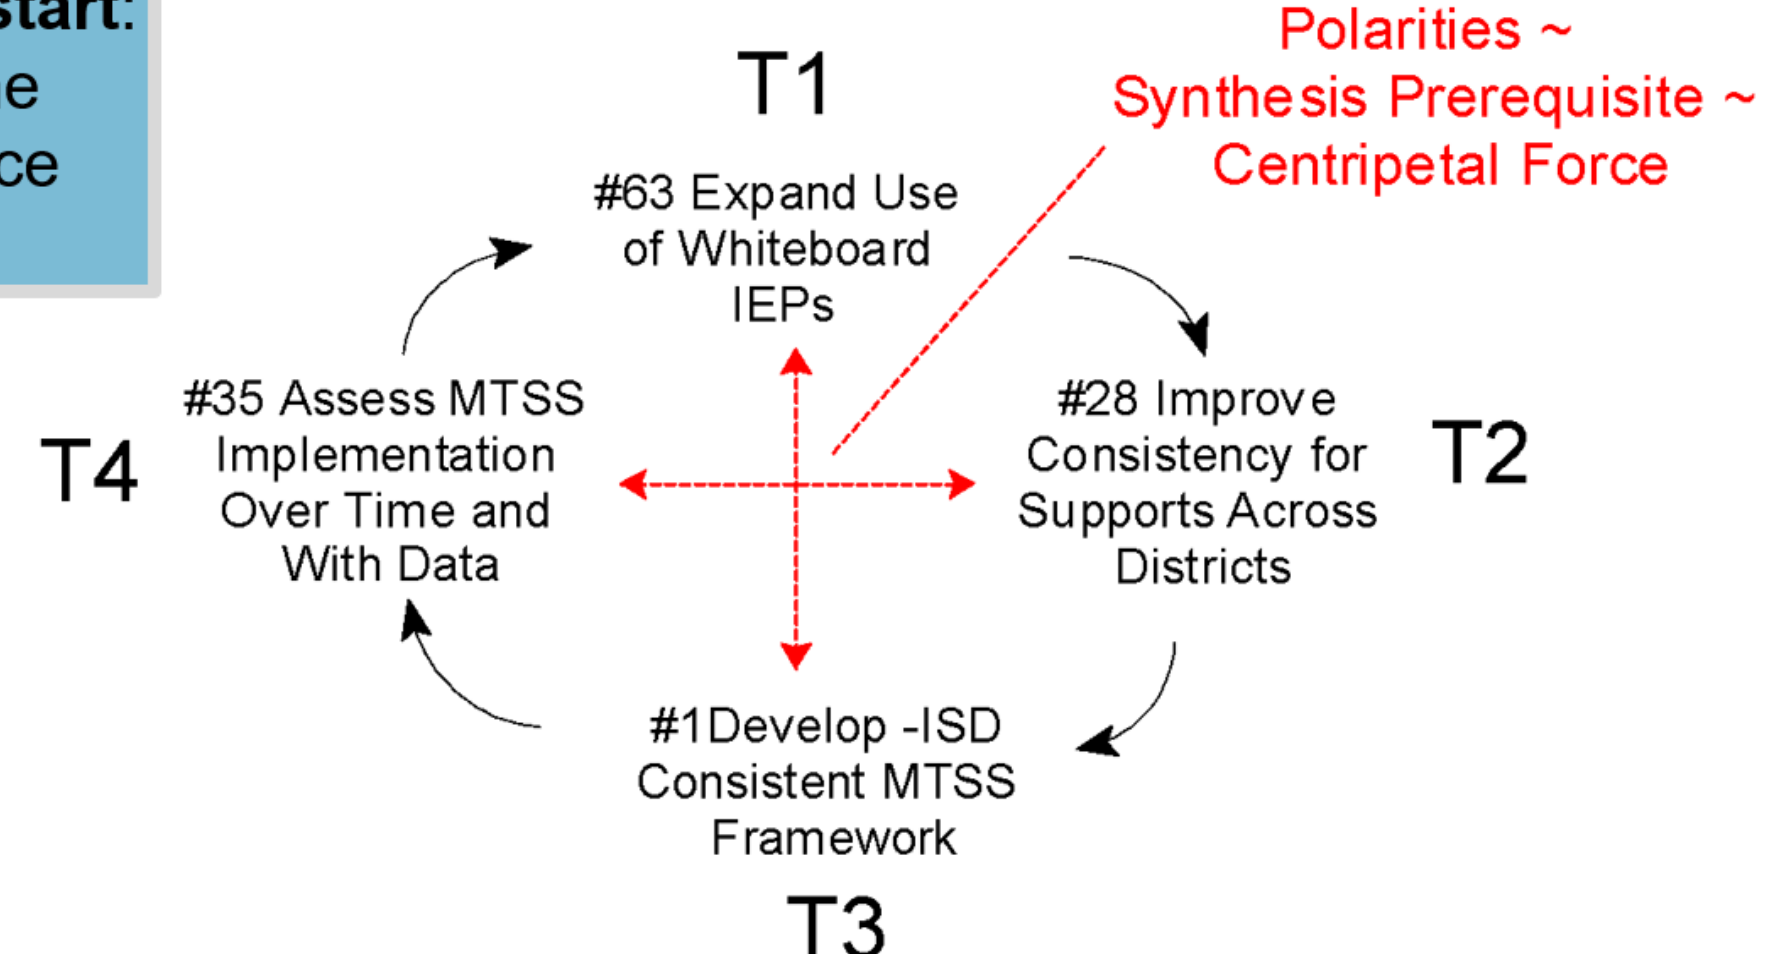 start:
T1
Polarities ~
Synthesis Prerequisite ~
Centripetal Force
#63 Expand Use
of Whiteboard
IEPs
#35 Assess MTSS
Implementation
Over Time and
With Data
T4
#28 Improve
Consistency for
Supports Across
Districts
T2
#1Develop -ISD
Consistent MTSS
Framework
T3